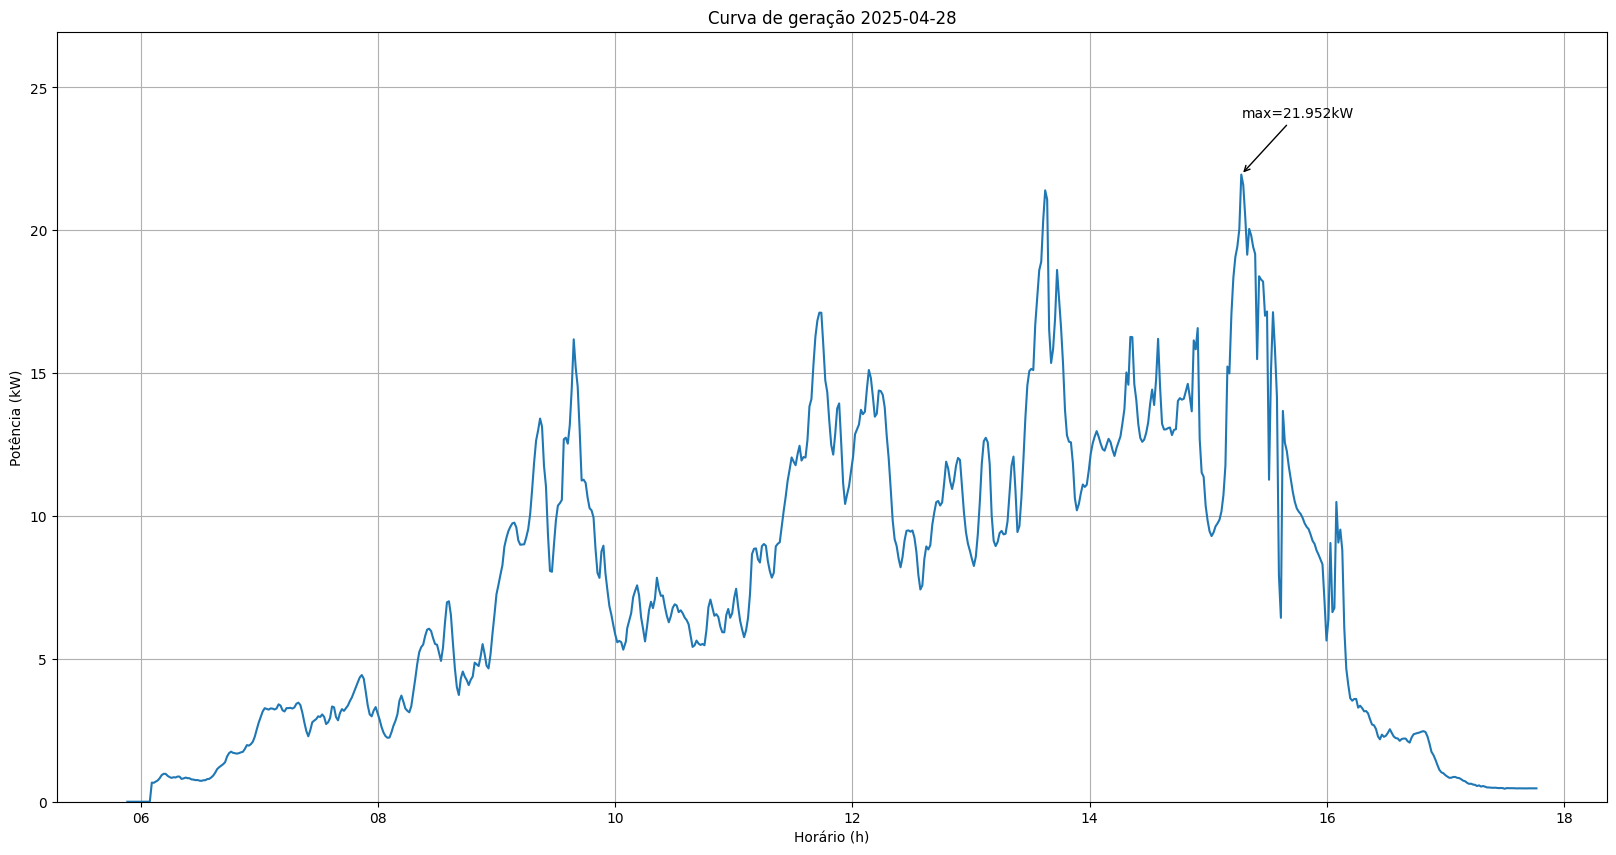 Curva de geração 2025-04-28
25
20
15
10
5
0
Potência (kW)
max=21.952kW
06 08 10 12 14 16 18
Horário (h)